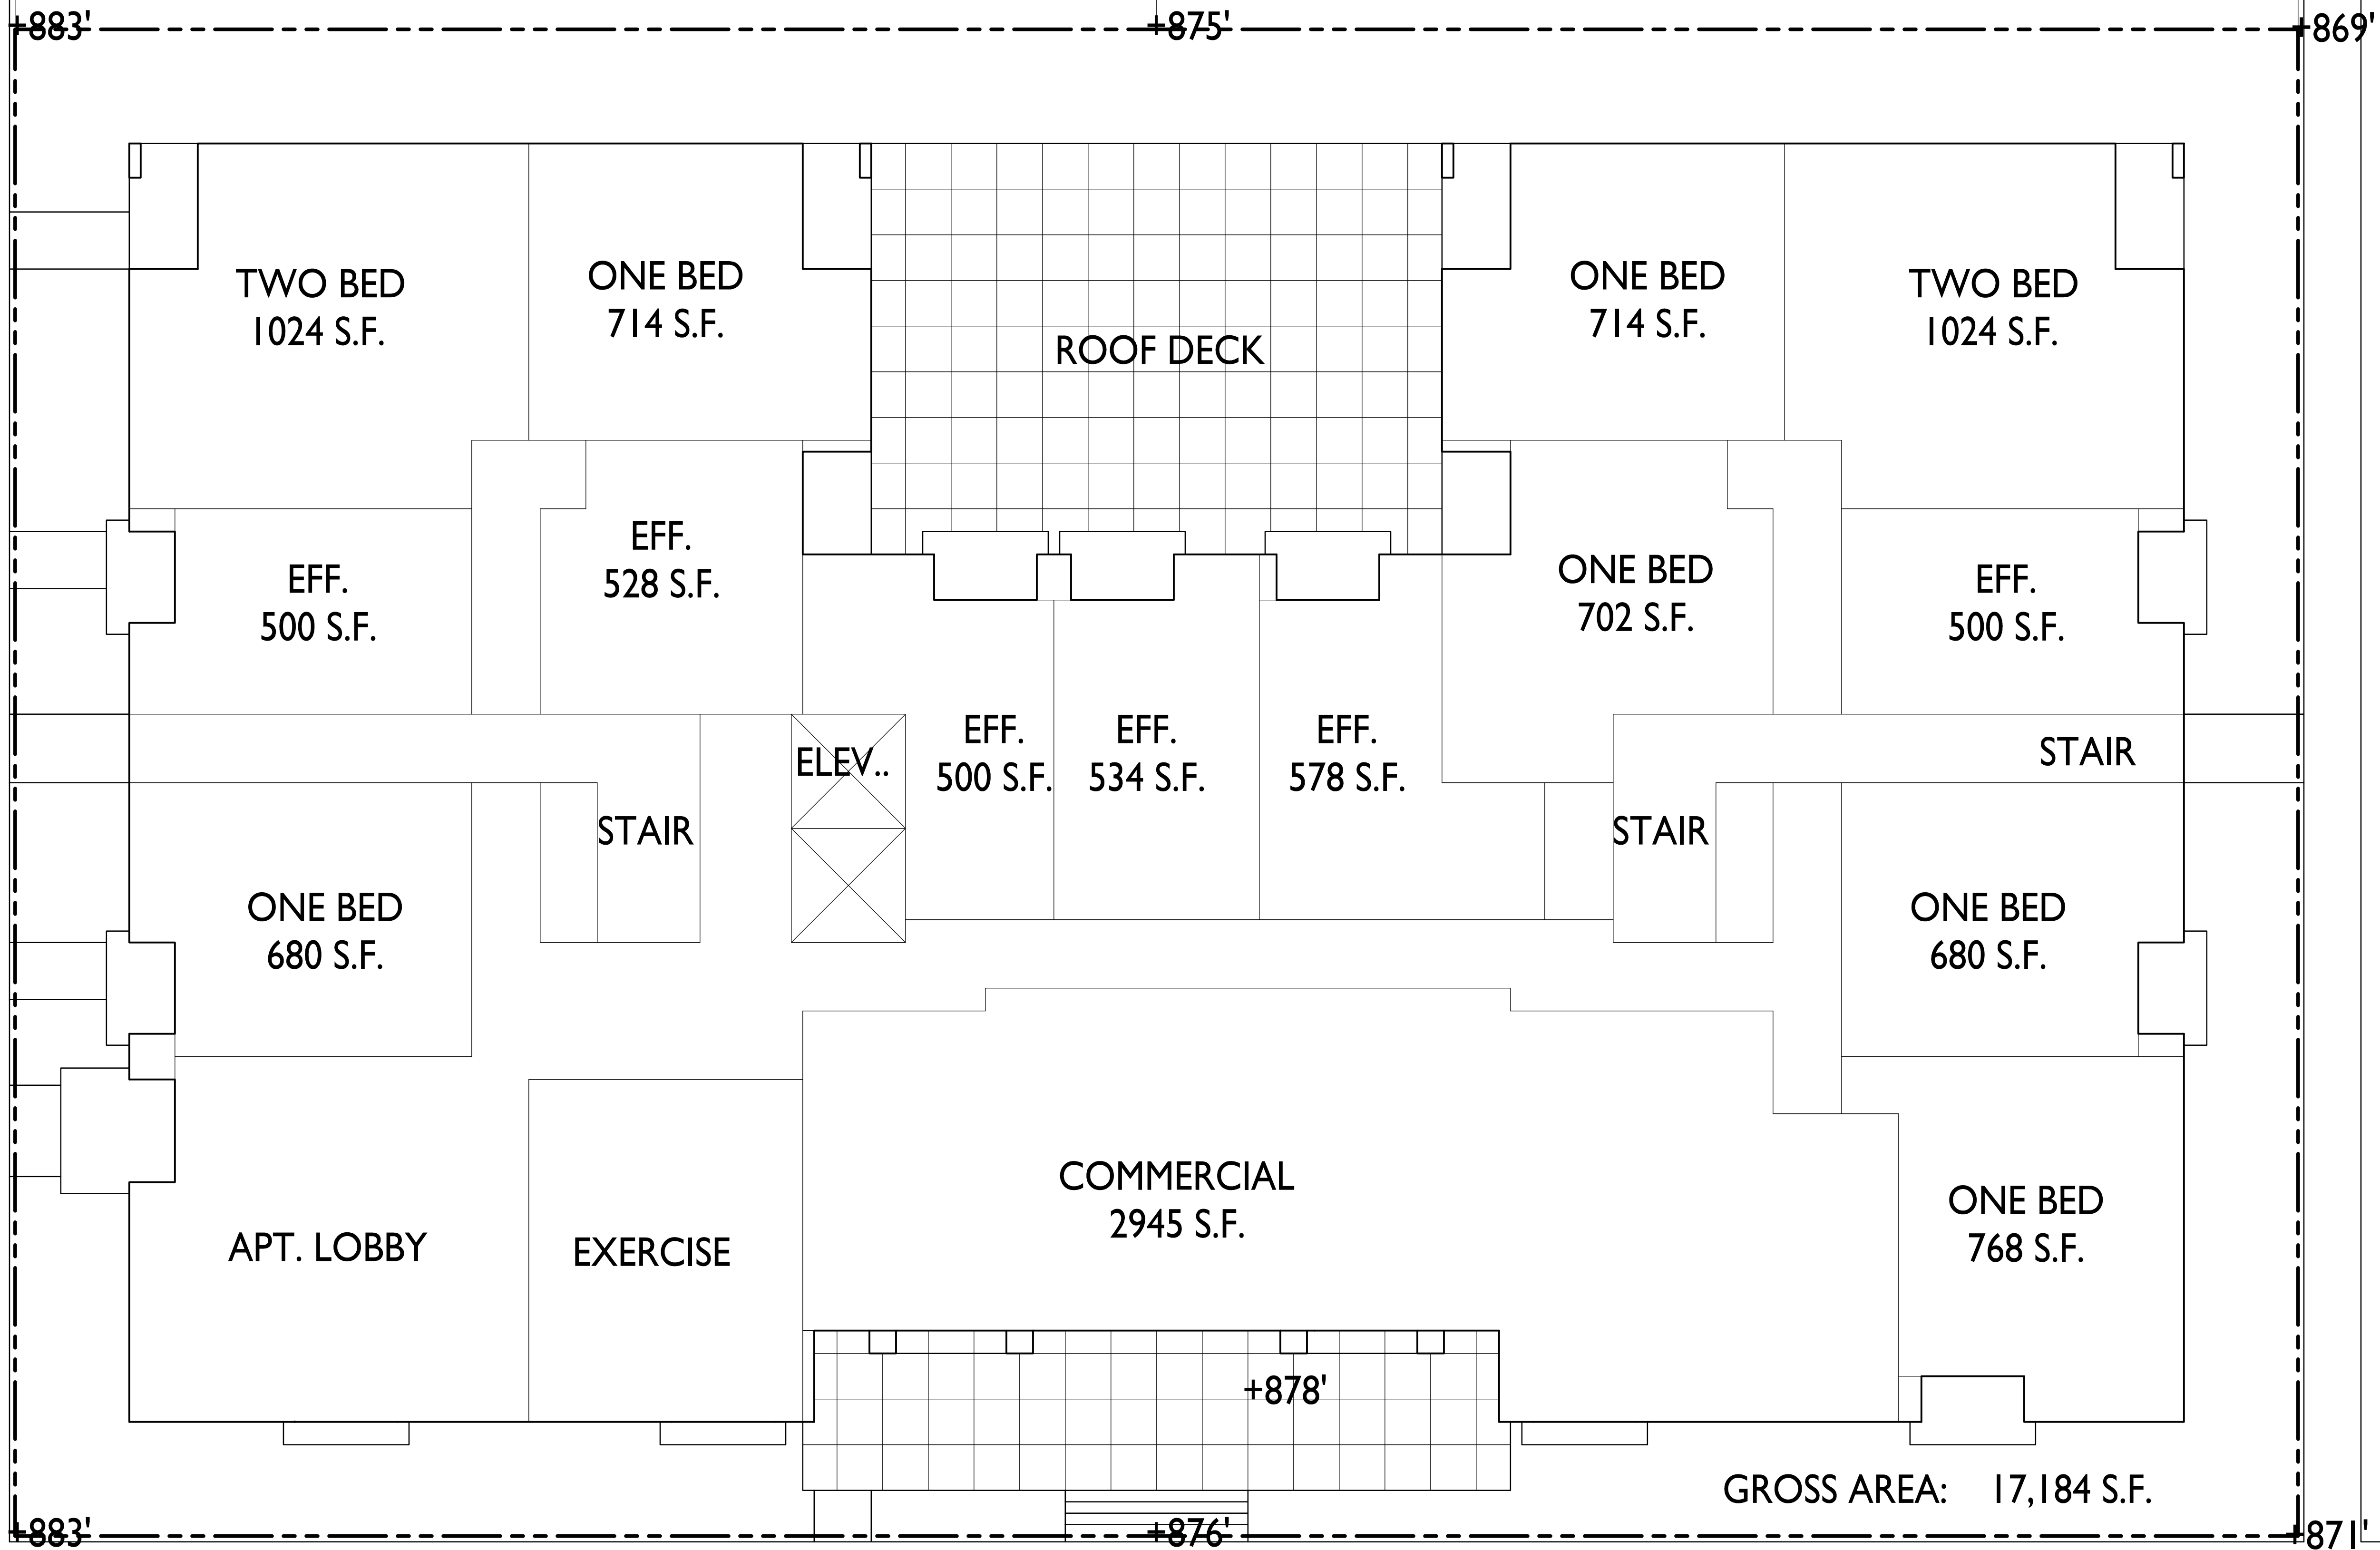 +883'
+875'
+869'
TWO BED
1024 S.F.
ONE BED
714 S.F.
ROOF DECK
ONE BED
714 S.F.
TWO BED
1024 S.F.
EFF.
500 S.F.
EFF.
528 S.F.
ONE BED
702 S.F.
EFF.
500 S.F.
ELEV..
EFF.
500 S.F.
EFF.
534 S.F.
EFF.
578 S.F.
STAIR
STAIR
STAIR
ONE BED
680 S.F.
ONE BED
680 S.F.
APT. LOBBY
EXERCISE
COMMERCIAL
2945 S.F.
ONE BED
768 S.F.
+878'
GROSS AREA: 17,184 S.F.
+883'
+876'
+871'